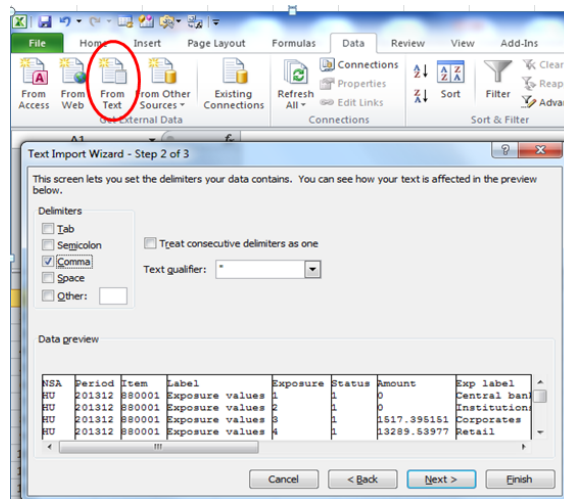 File Home Insert Page Layout Formulas Data Review View Add-Ins
From Access
From Web
From Text
From Other Sources
Existing Connections
Refresh All
Connections
Properties
Edit Links
Sort
Filter
Clear
Reap
Adva
Get External Data
Connections
Sort & Filter
A1
Text Import Wizard - Step 2 of 3
This screen lets you set the delimiters your data contains. You can see how your text is affected in the preview
below.
Delimiters
Tab
Semicolon
Comma
Space
Other:
Treat consecutive delimiters as one
Text qualifier: "
Data preview
NSA Period Item Label Exposure Status Amount Exp label
HU 201312 880001 Exposure values 1 1 0 Central bank
HU 201312 880001 Exposure values 2 1 0 Institution
HU 201312 880001 Exposure values 3 1 1517.395151 Corporates
HU 201312 880001 Exposure values 4 1 13289.53977 Retail
Cancel < Back Next > Finish